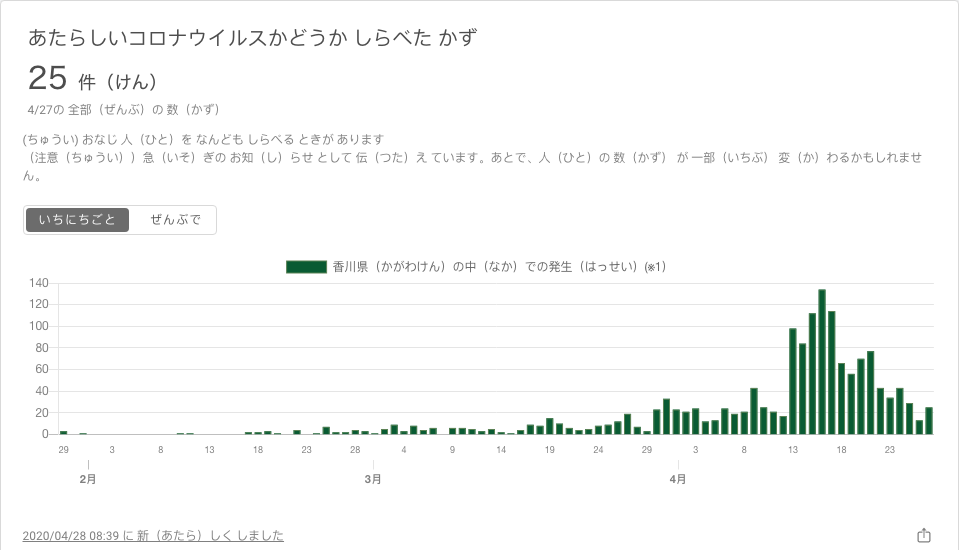 あたらしいコロナウイルスかどうか しらべた かず
25 件（けん）
4/27の 全部（ぜんぶ）の 数（かず）
(ちゅうい) おなじ 人（ひと）を なんども しらべる ときが あります
（注意（ちゅうい））急（いそ）ぎの お知（し）らせ として 伝（つた）え ています。あとで、人（ひと）の 数（かず） が 一部（いちぶ） 変（か）わるかもしれませ
ん。
いちにちごと ぜんぶで
香川県（かがわけん）の中（なか）での発生（はっせい）(※1）
140
120
100
80
60
40
20
0
29 3 8 13 18 23 28 4 9 14 19 24 29 3 8 13 18 23
2月 3月 4月
2020/04/28 08:39 に 新（あたら）しく しました